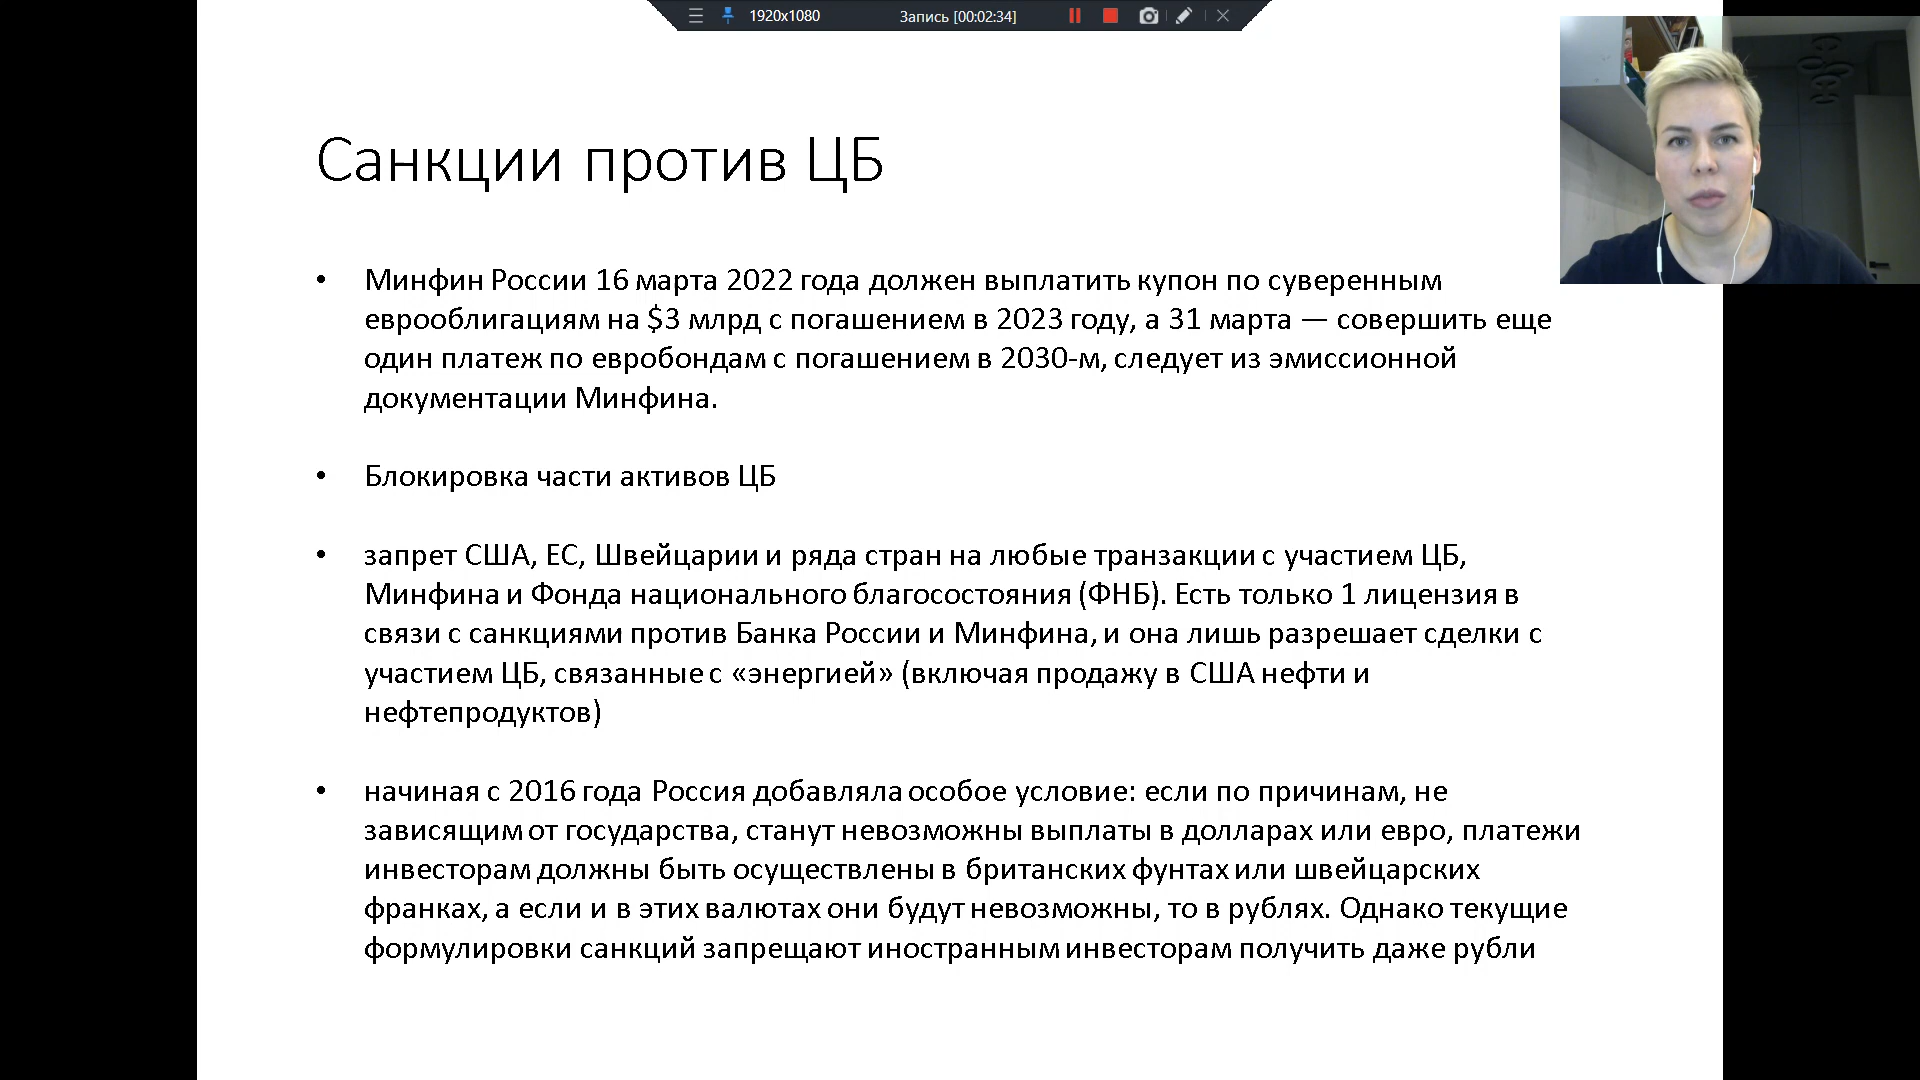 1920x1080
Запись [00:02:34]
Санкции против ЦБ
• Минфин России 16 марта 2022 года должен выплатить купон по суверенным
еврооблигациям на $3 млрд с погашением в 2023 году, а 31 марта — совершить еще
один платеж по евробондам с погашением в 2030-м, следует из эмиссионной
документации Минфина.
• Блокировка части активов ЦБ
• запрет США, ЕС, Швейцарии и ряда стран на любые транзакции с участием ЦБ,
Минфина и Фонда национального благосостояния (ФНБ). Есть только 1 лицензия в
связи с санкциями против Банка России и Минфина, и она лишь разрешает сделки с
участием ЦБ, связанные с «энергией» (включая продажу в США нефти и
нефтепродуктов)
• начиная с 2016 года Россия добавляла особое условие: если по причинам, не
зависящим от государства, станут невозможны выплаты в долларах или евро, платежи
инвесторам должны быть осуществлены в британских фунтах или швейцарских
франках, а если и в этих валютах они будут невозможны, то в рублях. Однако текущие
формулировки санкций запрещают иностранным инвесторам получить даже рубли